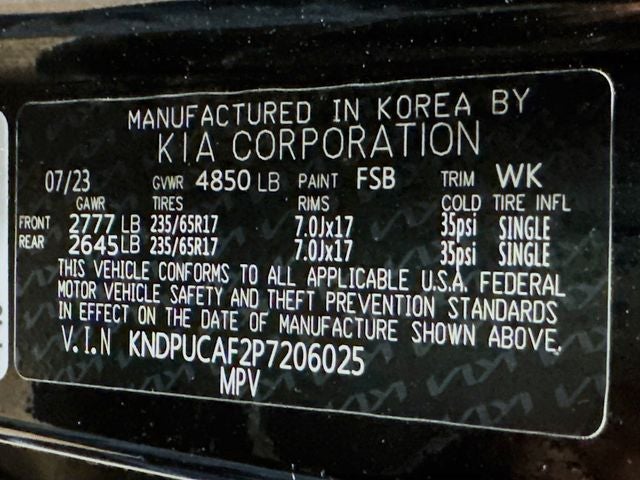 MANUFACTURED IN KOREA BY
KIA CORPORATION
07/23 GVWR 4850 LB PAINT FSB TRIM WK
GAWR TIRES RIMS COLD TIRE INFL
FRONT 2777 LB 235/65R17 7.0Jx17 35psi SINGLE
REAR 2645 LB 235/65R17 7.0Jx17 35psi SINGLE
THIS VEHICLE CONFORMS TO ALL APPLICABLE U.S.A. FEDERAL
MOTOR VEHICLE SAFETY AND THEFT PREVENTION STANDARDS
IN EFFECT ON THE DATE OF MANUFACTURE SHOWN ABOVE.
V.I.N KNDPUCAF2P7206025
MPV